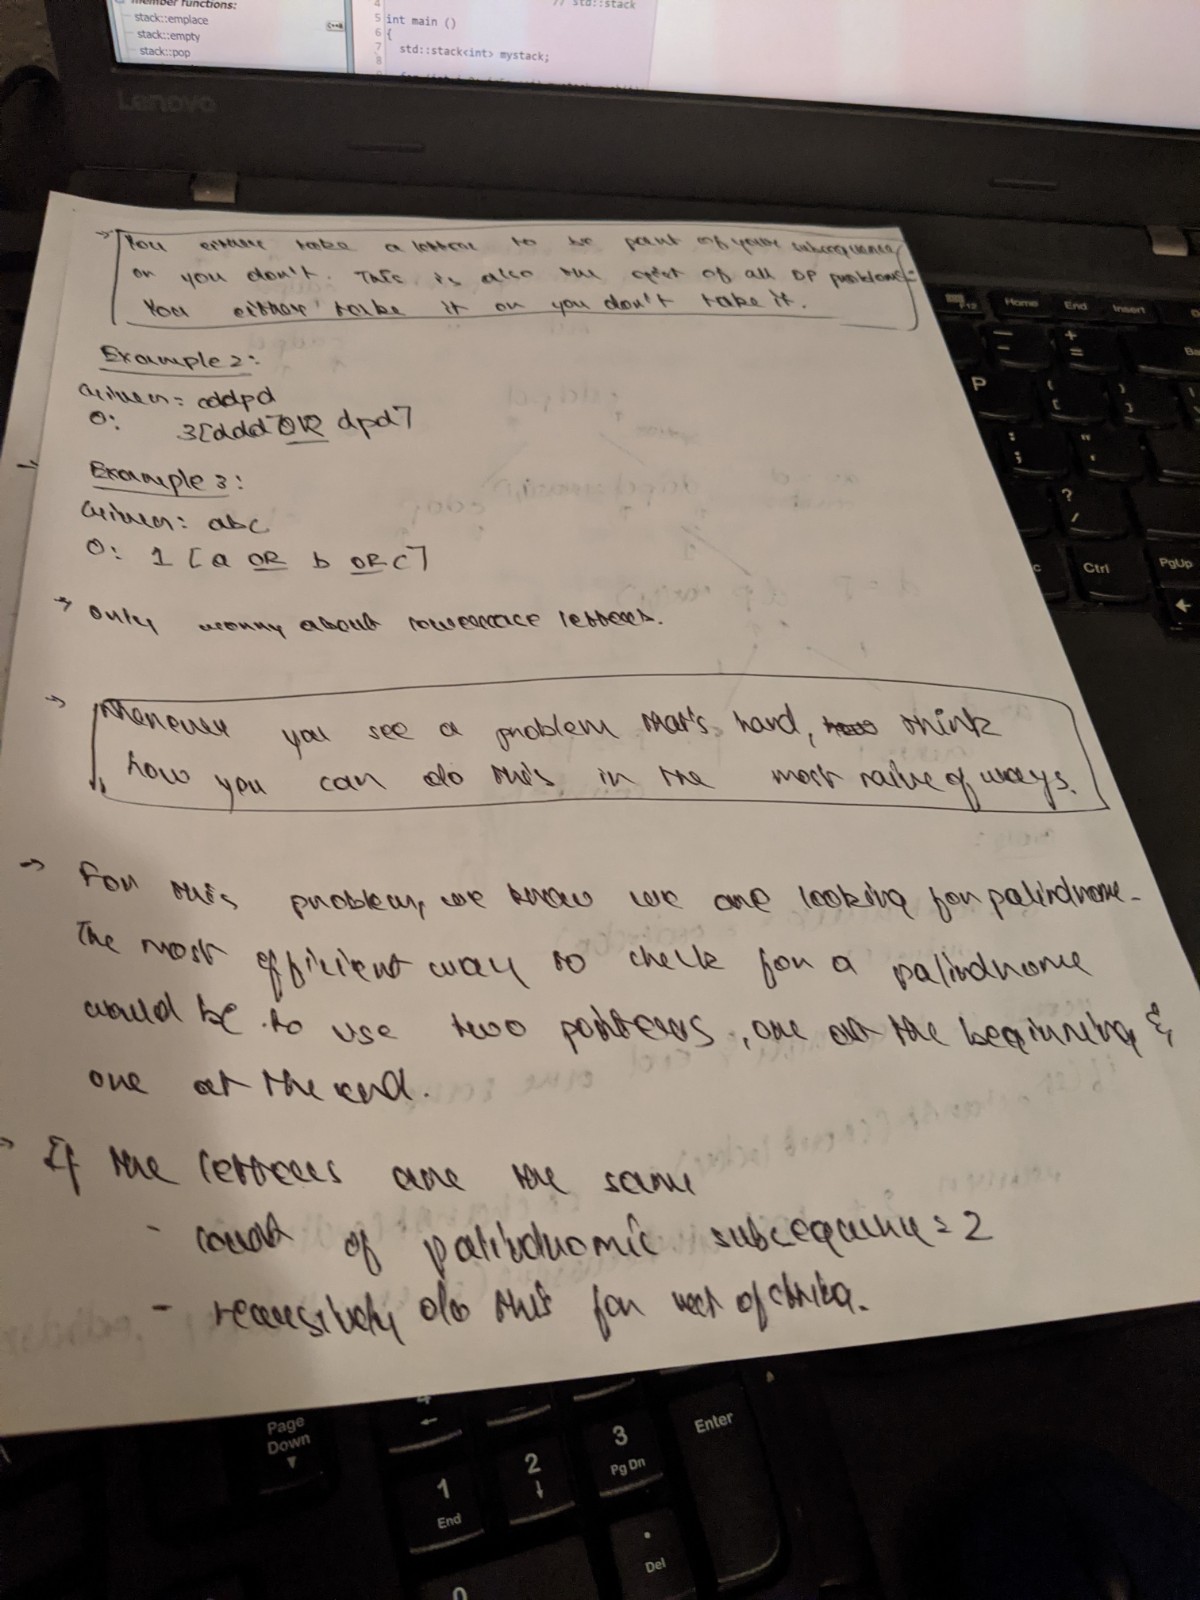 member functions:
stack::emplace
stack::empty
stack::pop
4
// std::stack
5 int main ()
6 {
7 std::stack<int> mystack;
8
Lenovo
→ You either take a letter to be part of your subsequence
or you don't. This is also the of all DP problems:
You either take it or you don't take it.
Example 2:
Given = addpd
O: 3[ddd OR dpd]
Example 3:
Given: abc
O: 1 [a OR b OR c]
→ Only worry about lowercase letters.
→ Whenever you see a problem that's hard, think
how you can do this in the most naive of ways.
→ For this problem, we know we are looking for palindrome.
The most efficient way to check for a palindrome
would be to use two pointers, one at the beginning &
one at the end.
→ If the letters are the same
- count of palindromic subsequence = 2
- recursively do this for rest of string.
F12
Home
End
Insert
P
Ctrl
PgUp
Page
Down
4
1
End
2
3
Pg Dn
Enter
.
Del
0